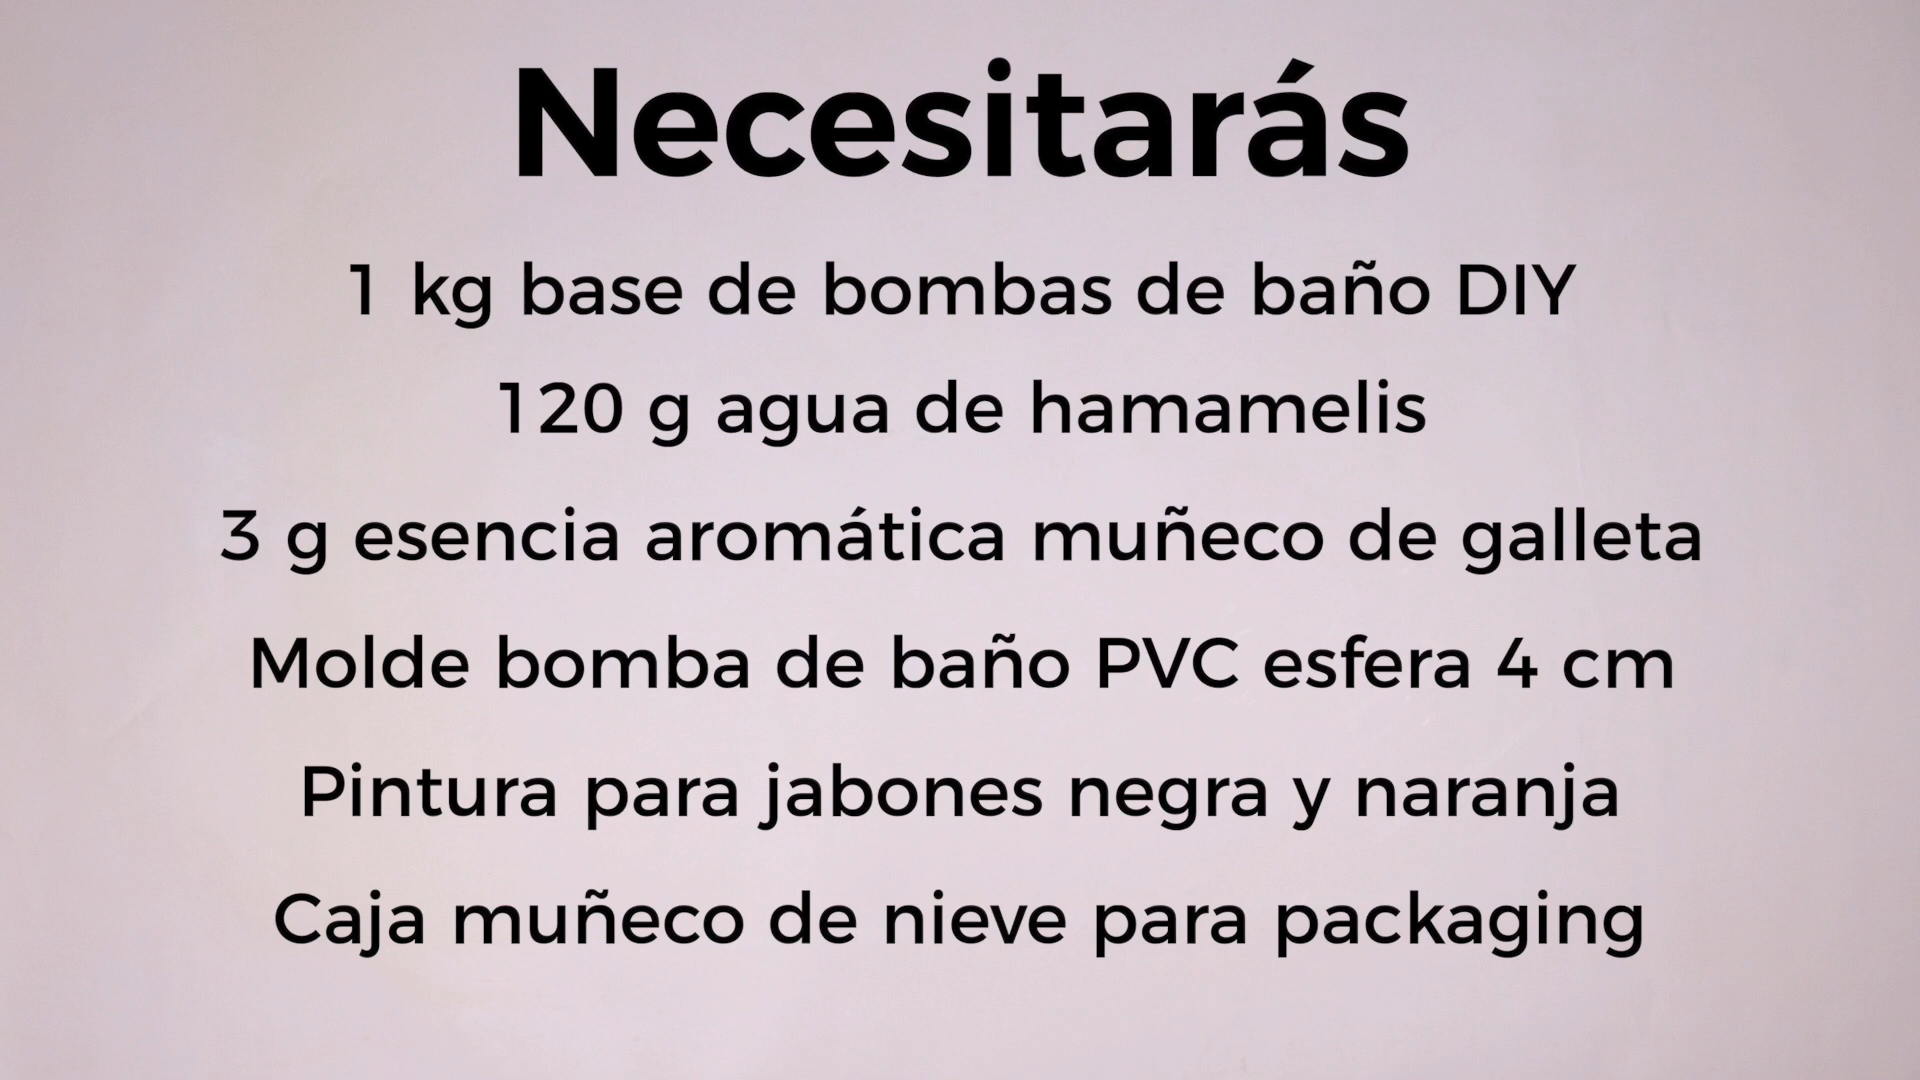 Necesitarás
1 kg base de bombas de baño DIY
120 g agua de hamamelis
3 g esencia aromática muñeco de galleta
Molde bomba de baño PVC esfera 4 cm
Pintura para jabones negra y naranja
Caja muñeco de nieve para packaging